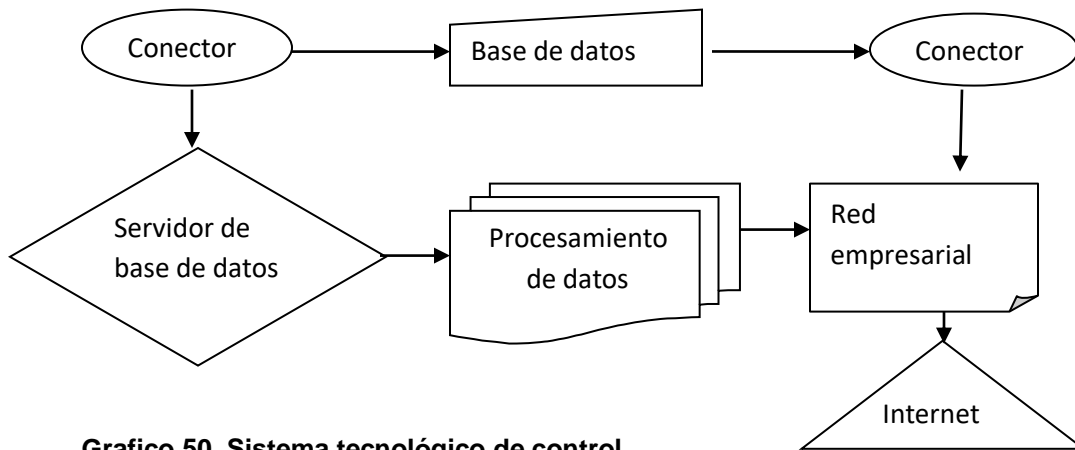 Conector
Base de datos
Conector
Servidor de
base de datos
Procesamiento
de datos
Red
empresarial
Internet
Grafico 50. Sistema tecnológico de control